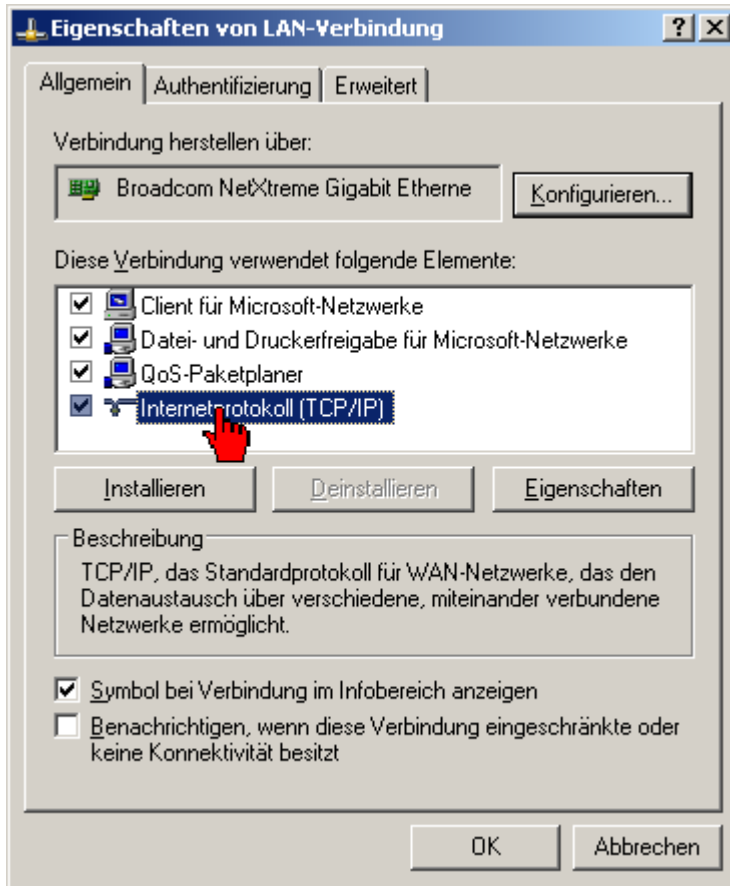 Eigenschaften von LAN-Verbindung
Allgemein Authentifizierung Erweitert
Verbindung herstellen über:
Broadcom NetXtreme Gigabit Etherne Konfigurieren...
Diese Verbindung verwendet folgende Elemente:
Client für Microsoft-Netzwerke
Datei- und Druckerfreigabe für Microsoft-Netzwerke
QoS-Paketplaner
Internetprotokoll (TCP/IP)
Installieren Deinstallieren Eigenschaften
Beschreibung
TCP/IP, das Standardprotokoll für WAN-Netzwerke, das den
Datenaustausch über verschiedene, miteinander verbundene
Netzwerke ermöglicht.
Symbol bei Verbindung im Infobereich anzeigen
Benachrichtigen, wenn diese Verbindung eingeschränkte oder
keine Konnektivität besitzt
OK Abbrechen